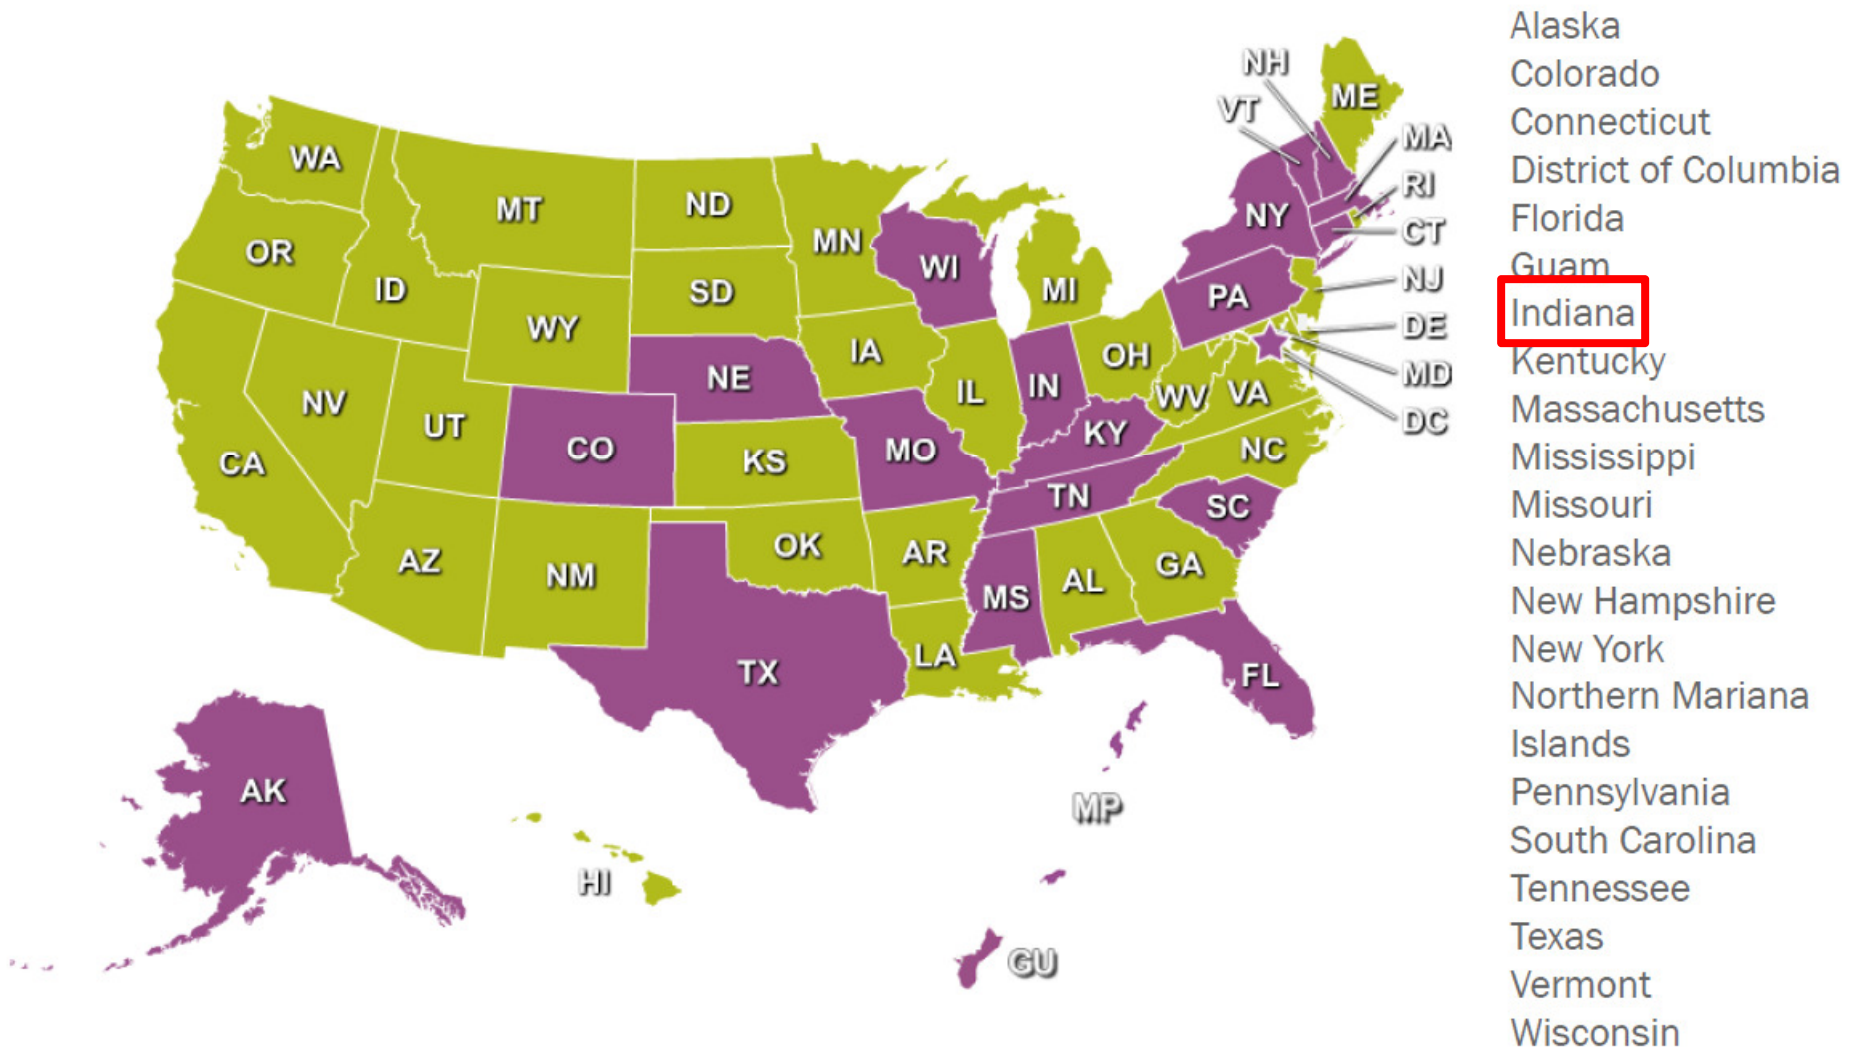 NH
VT
ME
MA
RI
CT
NJ
DE
MD
DC
WA
MT
ND
MN
OR
ID
SD
WI
MI
NY
PA
WY
IA
NE
NV
UT
CO
CA
KS
MO
IL
IN
OH
WV
VA
KY
NC
TN
SC
AZ
NM
OK
AR
MS
AL
GA
LA
TX
FL
AK
HI
MP
GU
Alaska
Colorado
Connecticut
District of Columbia
Florida
Guam
Indiana
Kentucky
Massachusetts
Mississippi
Missouri
Nebraska
New Hampshire
New York
Northern Mariana
Islands
Pennsylvania
South Carolina
Tennessee
Texas
Vermont
Wisconsin